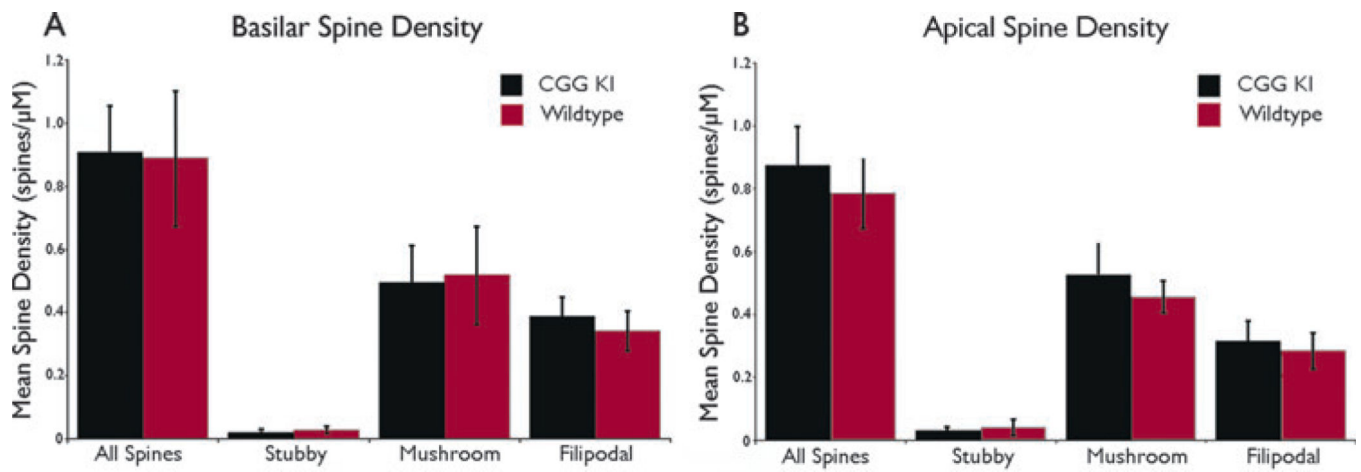 A
Basilar Spine Density
Mean Spine Density (spines/µM)
1.2
1.0
0.8
0.6
0.4
0.2
0
CGG KI
Wildtype
All Spines
Stubby
Mushroom
Filipodal
B
Apical Spine Density
Mean Spine Density (spines/µM)
1.2
1.0
0.8
0.6
0.4
0.2
0
CGG KI
Wildtype
All Spines
Stubby
Mushroom
Filipodal